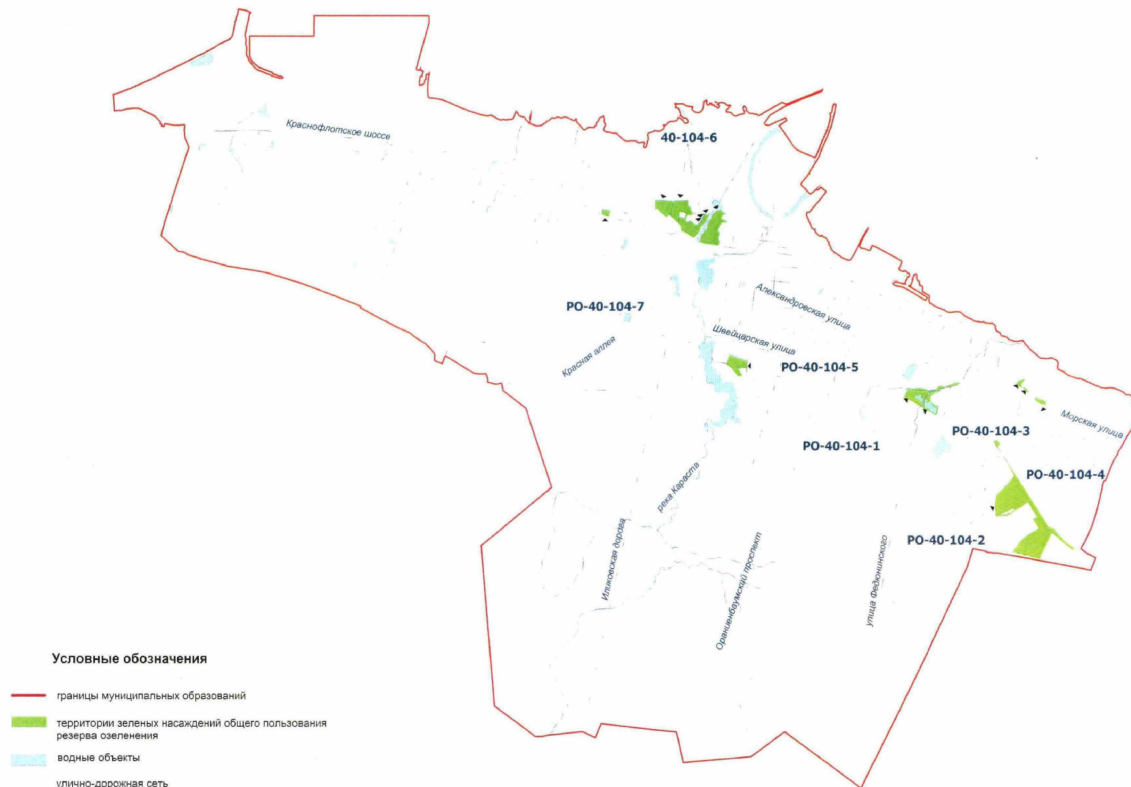 40-104-6
Краснофлотское шоссе
РО-40-104-7
Александровская улица
Швейцарская улица
Красная аллея
РО-40-104-5
Морская улица
РО-40-104-3
РО-40-104-1
РО-40-104-4
река Караста
РО-40-104-2
Иликовская дорога
Ораниенбаумский проспект
улица Федюнинского
Условные обозначения
границы муниципальных образований
территории зеленых насаждений общего пользования
резерва озеленения
водные объекты
улично-дорожная сеть